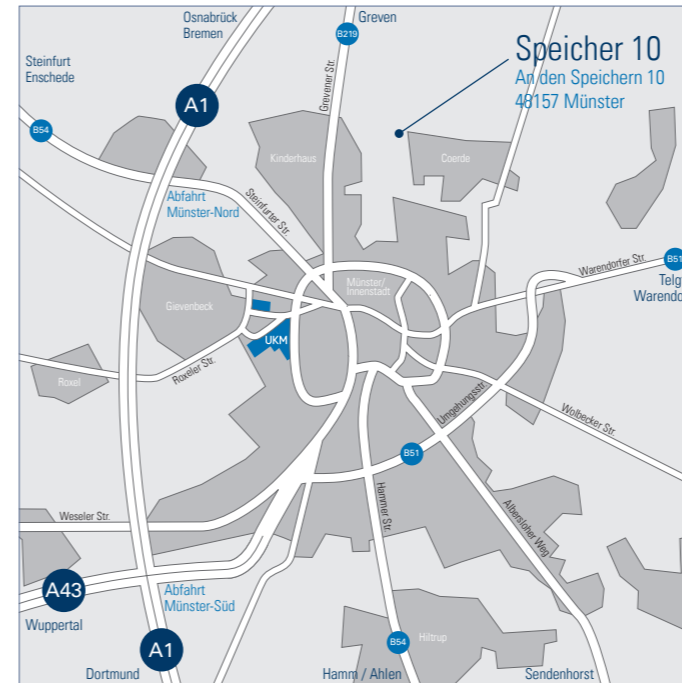 Osnabrück
Bremen
Greven
B219
Speicher 10
An den Speichern 10
48157 Münster
Steinfurt
Enschede
A1
B54
Grevener Str.
Kinderhaus
Coerde
Abfahrt
Münster-Nord
Steinfurter Str.
Warendorfer Str.
B51
Telg
Warendo
Münster/
Innenstadt
Gievenbeck
UKM
Roxeler Str.
Roxel
Umgehungsstr.
Wolbecker Str.
B51
Weseler Str.
Hammer Str.
Albersloher Weg
A43
Abfahrt
Münster-Süd
Wuppertal
A1
B54
Hiltrup
Dortmund
Hamm / Ahlen
Sendenhorst